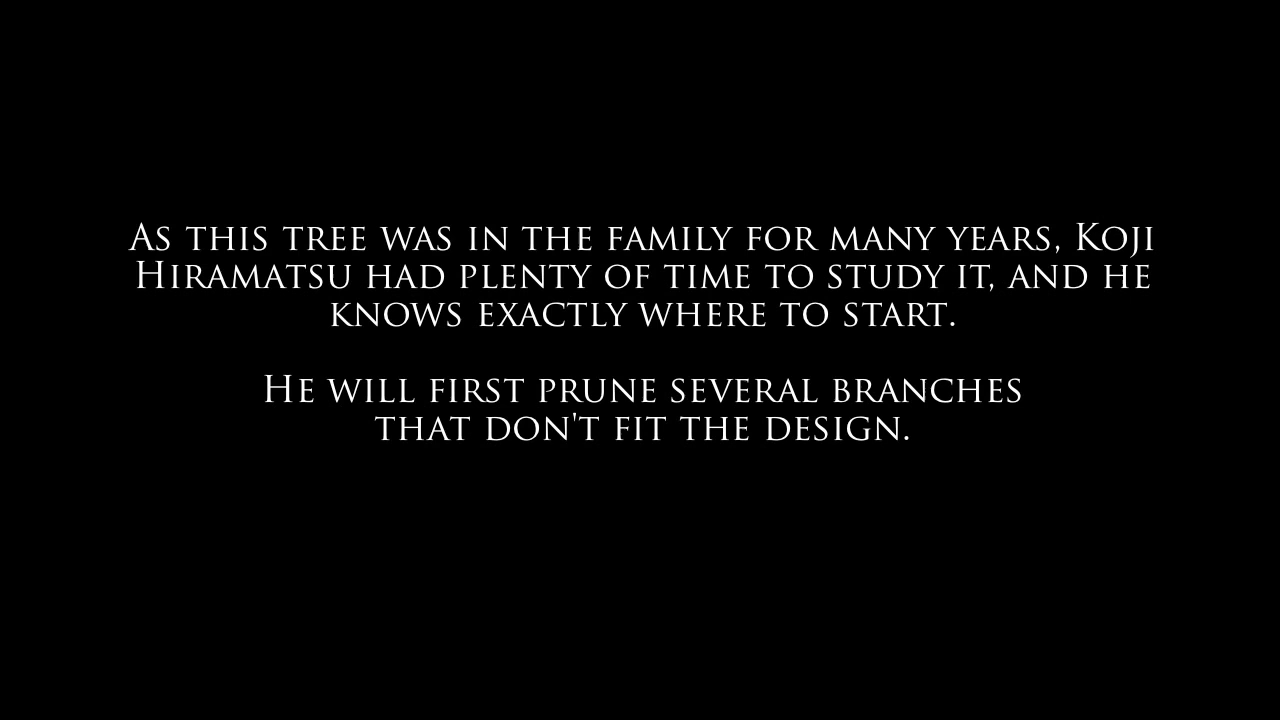 As this tree was in the family for many years, Koji
Hiramatsu had plenty of time to study it, and he
knows exactly where to start.
He will first prune several branches
that don't fit the design.